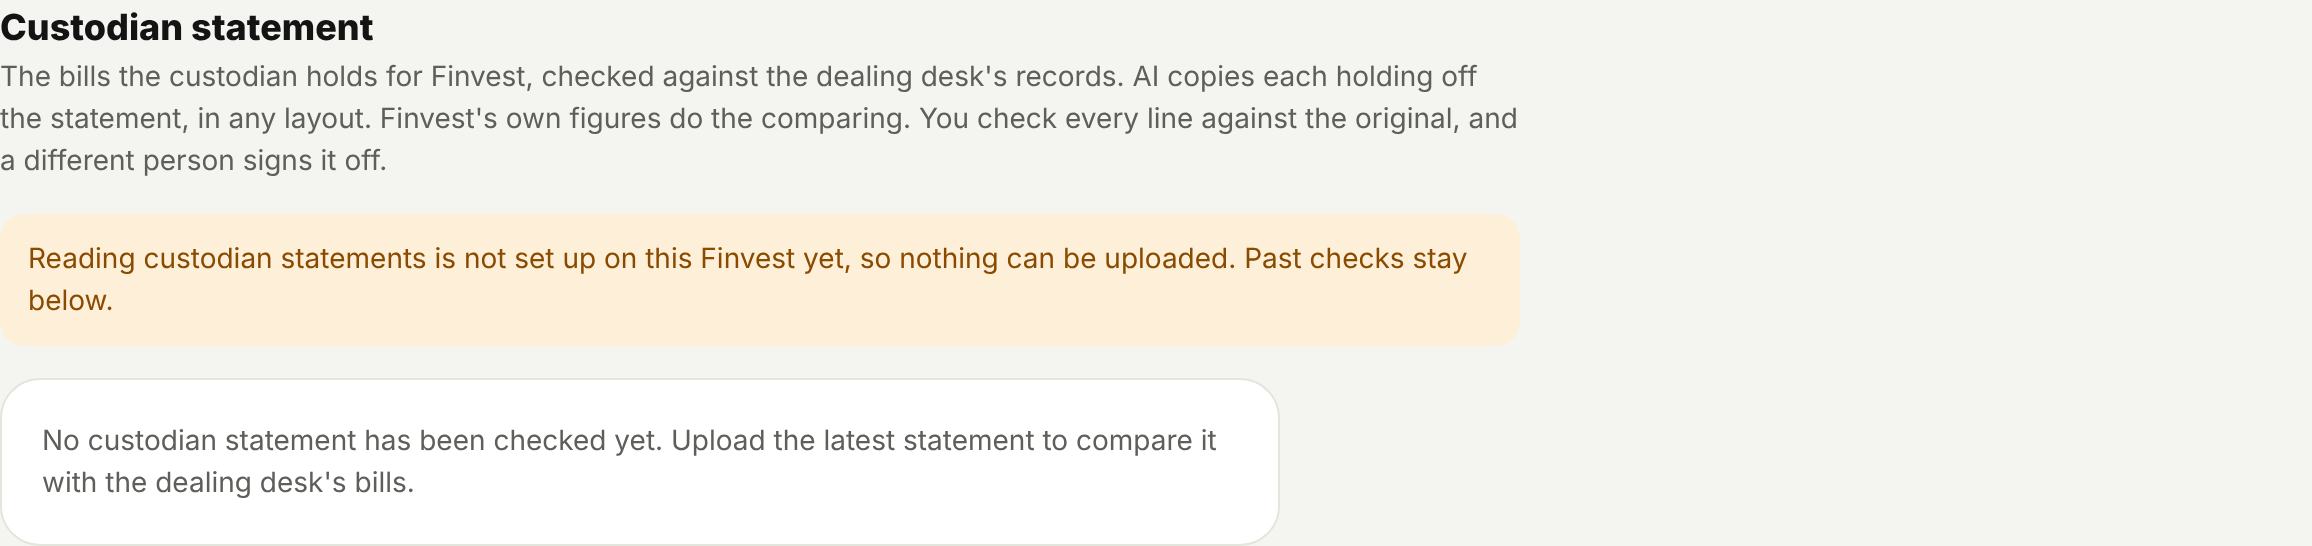 Custodian statement
The bills the custodian holds for Finvest, checked against the dealing desk's records. AI copies each holding off
the statement, in any layout. Finvest's own figures do the comparing. You check every line against the original, and
a different person signs it off.
Reading custodian statements is not set up on this Finvest yet, so nothing can be uploaded. Past checks stay
below.
No custodian statement has been checked yet. Upload the latest statement to compare it
with the dealing desk's bills.